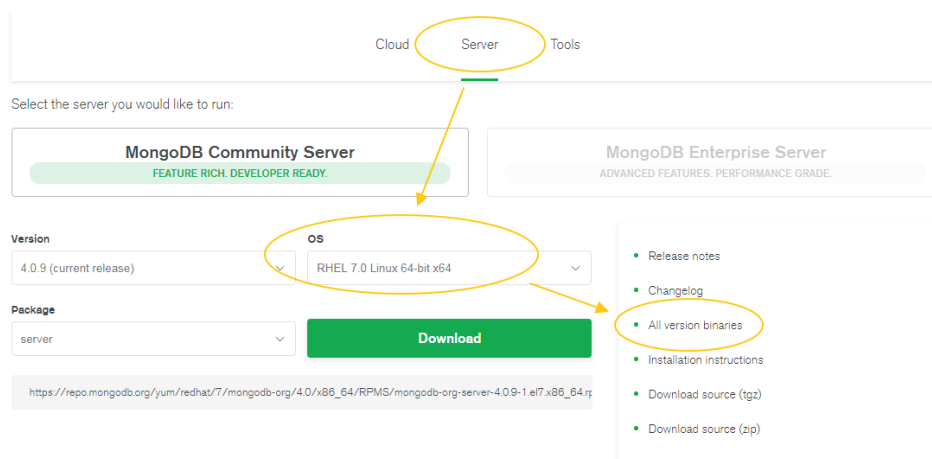 Cloud Server Tools
Select the server you would like to run:
MongoDB Community Server
FEATURE RICH. DEVELOPER READY.
MongoDB Enterprise Server
ADVANCED FEATURES. PERFORMANCE GRADE.
Version
4.0.9 (current release)
OS
RHEL 7.0 Linux 64-bit x64
Package
server
Download
https://repo.mongodb.org/yum/redhat/7/mongodb-org/4.0/x86_64/RPMS/mongodb-org-server-4.0.9-1.el7.x86_64.rp
Release notes
Changelog
All version binaries
Installation instructions
Download source (tgz)
Download source (zip)